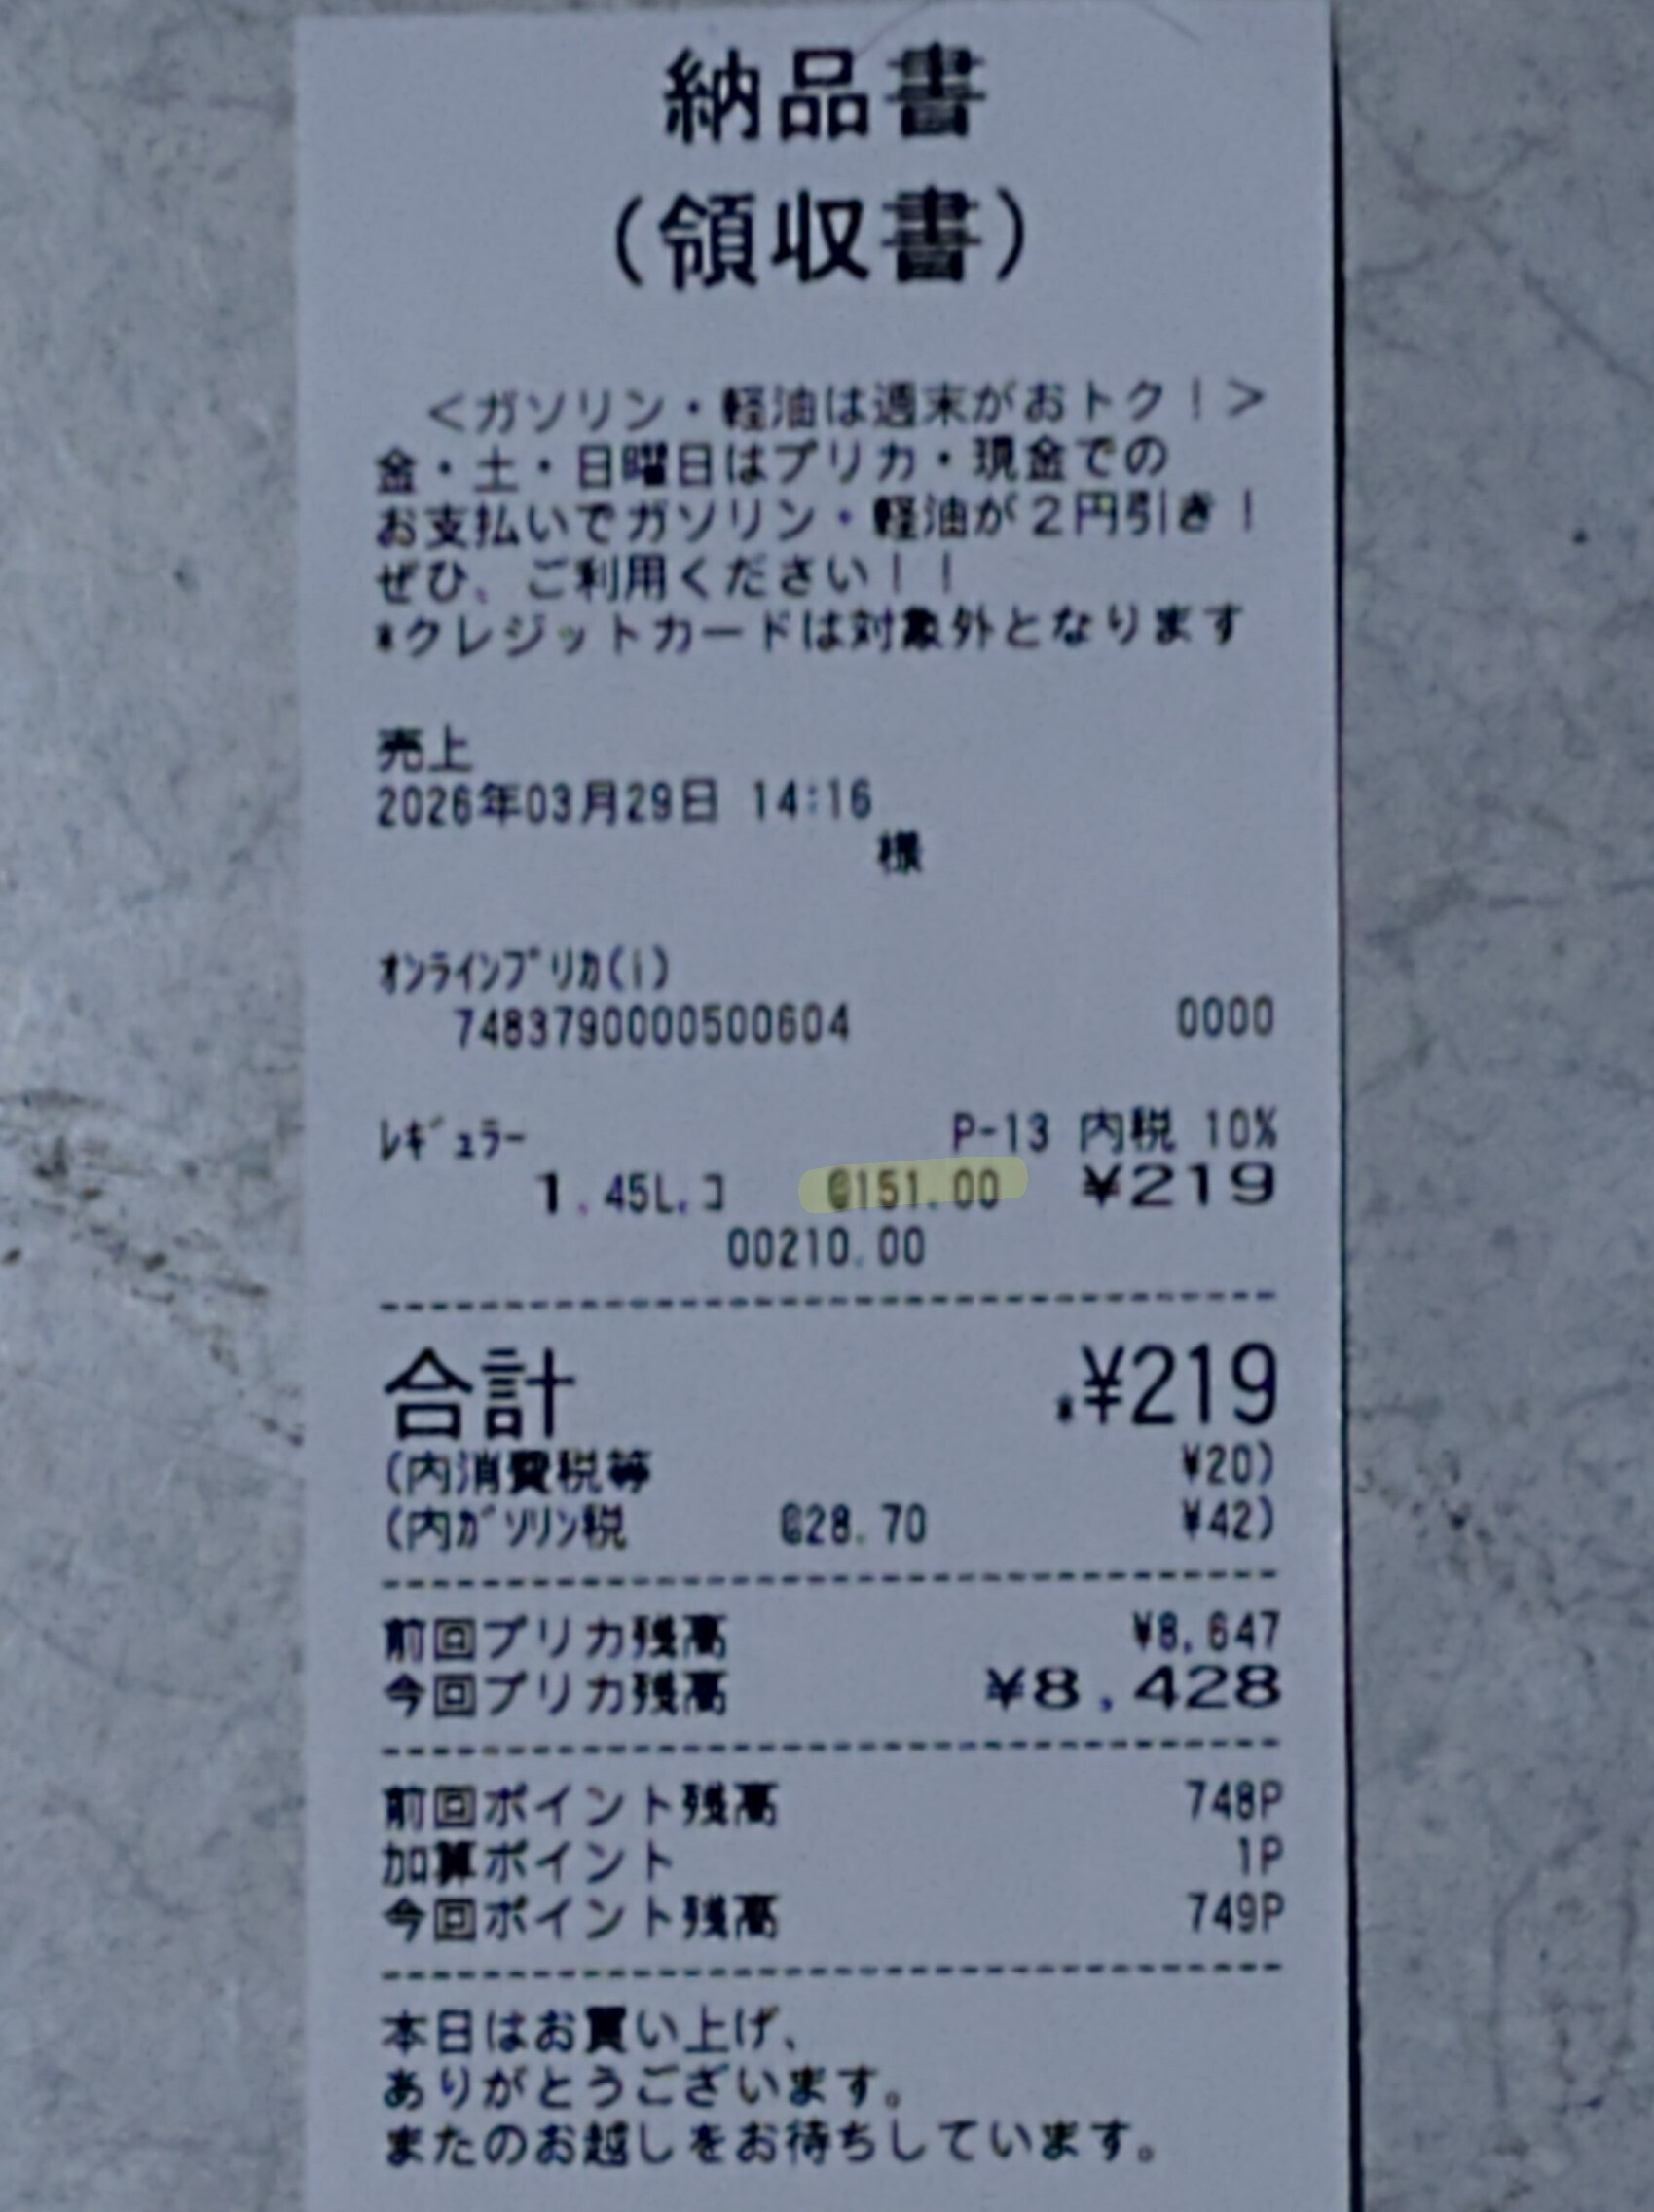 納品書
(領収書)
<ガソリン・軽油は週末がおトク!>
金・土・日曜日はプリカ・現金での
お支払いでガソリン・軽油が2円引き!
ぜひ、ご利用ください!!
*クレジットカードは対象外となります
売上
2026年03月29日 14:16
様
オンラインプリカ(i)
7483790000500604 0000
レギュラー P-13 内税 10%
1.45L.コ @151.00 ¥219
00210.00
合計 ¥219
(内消費税等 ¥20)
(内ガソリン税 @28.70 ¥42)
前回プリカ残高 ¥8,647
今回プリカ残高 ¥8,428
前回ポイント残高 748P
加算ポイント 1P
今回ポイント残高 749P
本日はお買い上げ、
ありがとうございます。
またのお越しをお待ちしています。